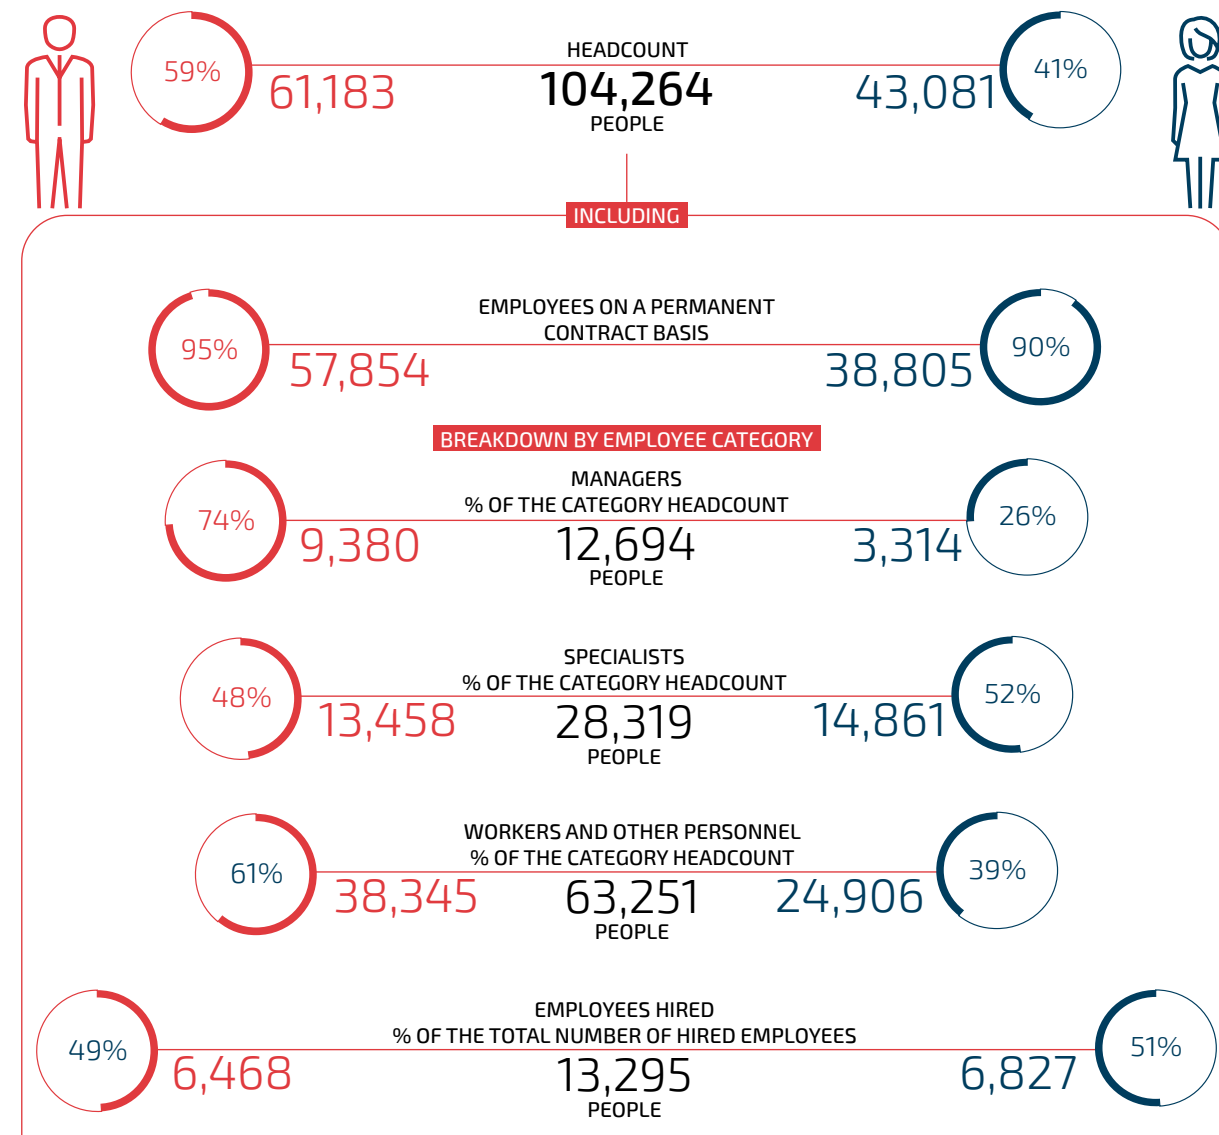 HEADCOUNT
59%
61,183
104,264
PEOPLE
43,081
41%
INCLUDING
EMPLOYEES ON A PERMANENT
CONTRACT BASIS
95%
57,854
38,805
90%
BREAKDOWN BY EMPLOYEE CATEGORY
MANAGERS
% OF THE CATEGORY HEADCOUNT
74%
9,380
12,694
PEOPLE
3,314
26%
SPECIALISTS
% OF THE CATEGORY HEADCOUNT
48%
13,458
28,319
PEOPLE
14,861
52%
WORKERS AND OTHER PERSONNEL
% OF THE CATEGORY HEADCOUNT
61%
38,345
63,251
PEOPLE
24,906
39%
EMPLOYEES HIRED
% OF THE TOTAL NUMBER OF HIRED EMPLOYEES
49%
6,468
13,295
PEOPLE
6,827
51%